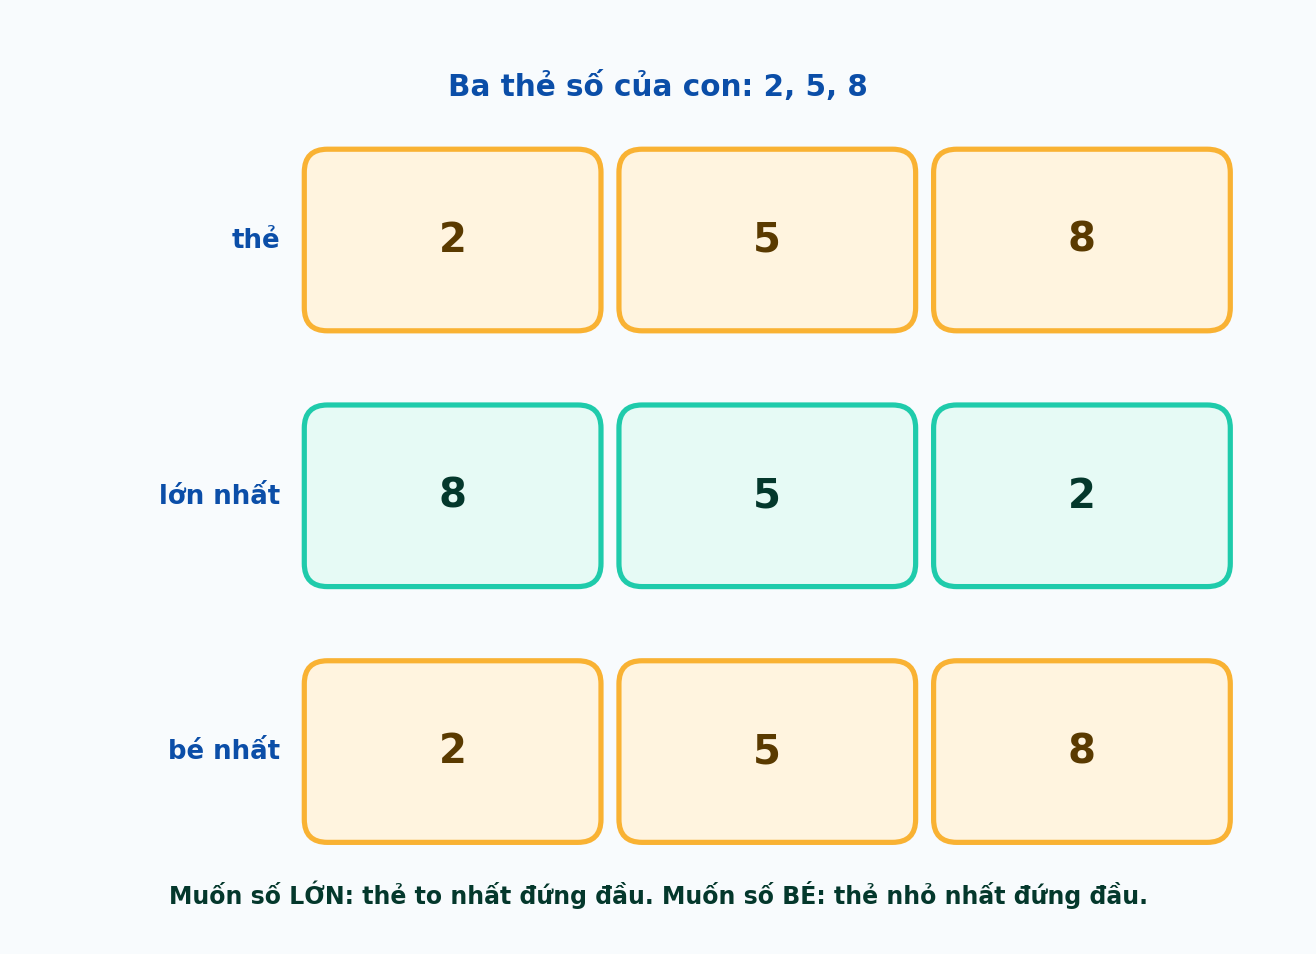 Ba thẻ số của con: 2, 5, 8
thẻ 2 5 8
lớn nhất 8 5 2
bé nhất 2 5 8
Muốn số LỚN: thẻ to nhất đứng đầu. Muốn số BÉ: thẻ nhỏ nhất đứng đầu.